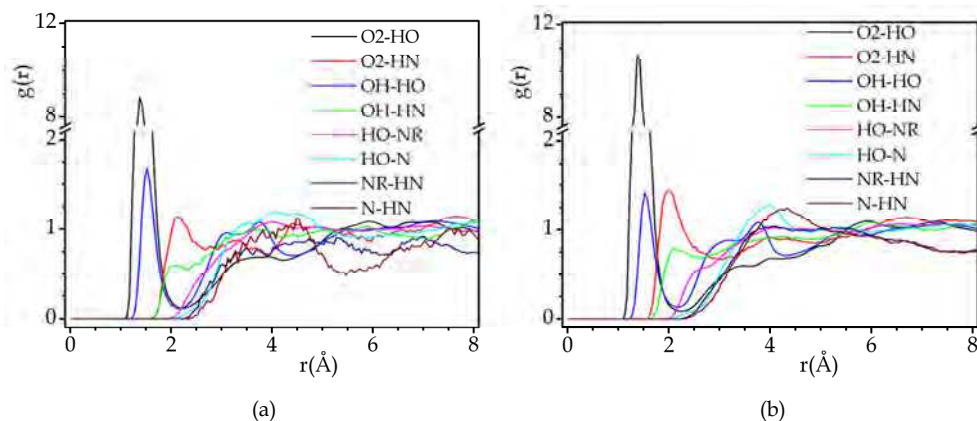 12
8
2
1
0
g(r)
O2-HO
O2-HN
OH-HO
OH-HN
HO-NR
HO-N
NR-HN
N-HN
0 2 4 6 8
r(Å)
(a)
12
8
2
1
0
g(r)
O2-HO
O2-HN
OH-HO
OH-HN
HO-NR
HO-N
NR-HN
N-HN
0 2 4 6 8
r(Å)
(b)